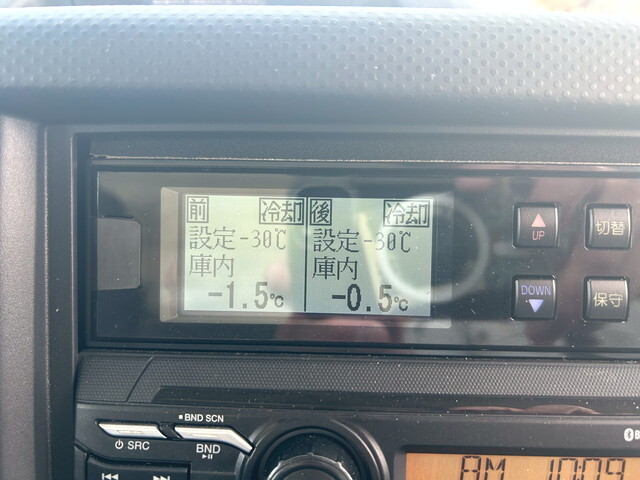 前 冷却 後 冷却
設定-30℃ 設定-30℃
庫内 庫内
-1.5℃ -0.5℃
UP 切替
DOWN 保守
BND SCN
SRC BND
AM 10:09